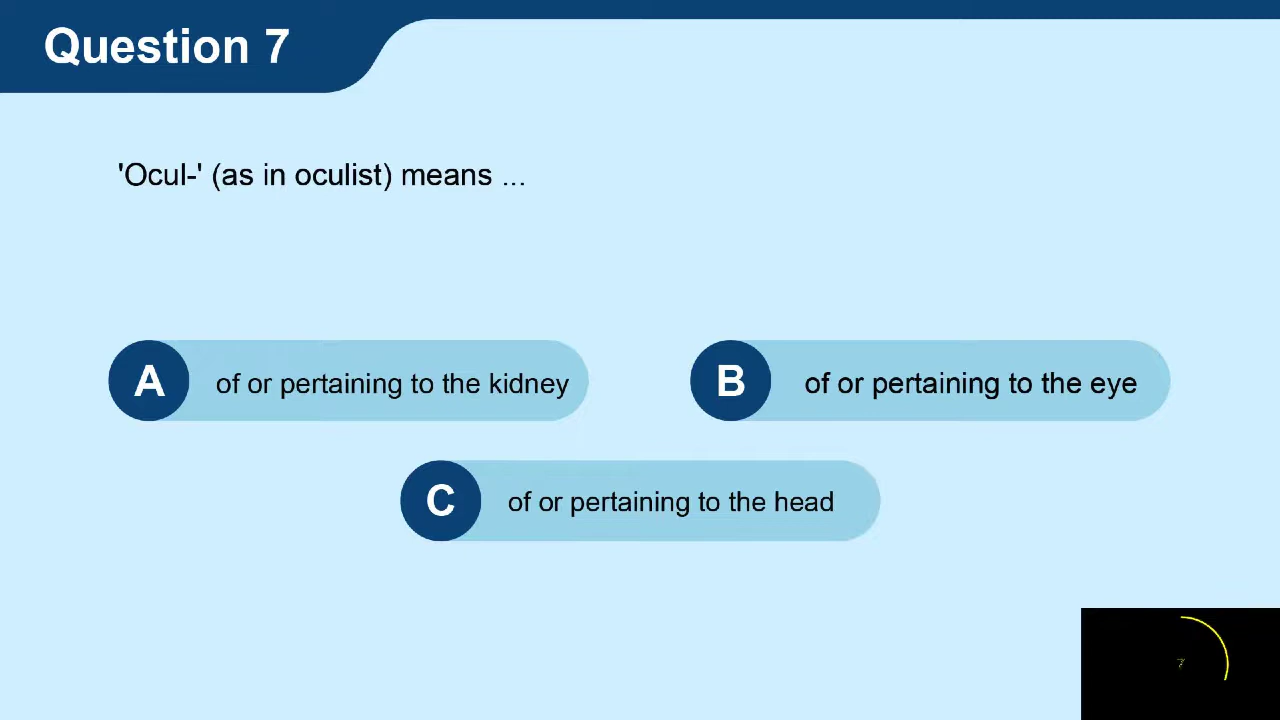 Question 7
'Ocul-' (as in oculist) means ...
A of or pertaining to the kidney
B of or pertaining to the eye
C of or pertaining to the head